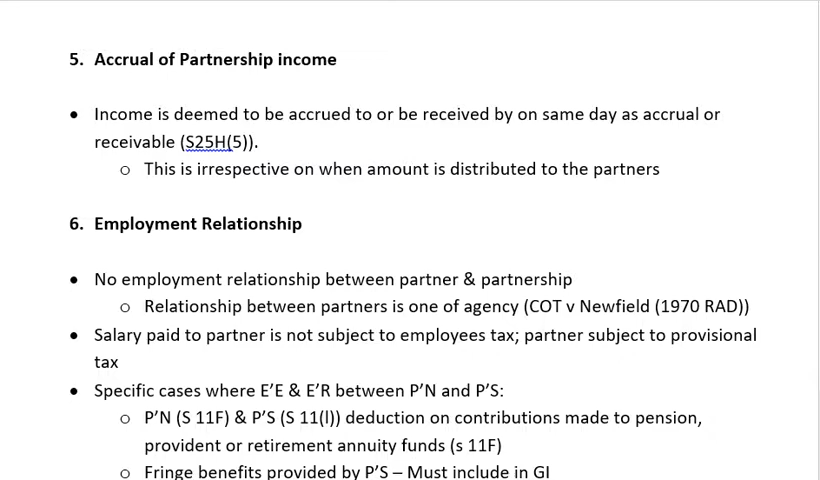 5. Accrual of Partnership income
• Income is deemed to be accrued to or be received by on same day as accrual or
receivable (S25H(5)).
o This is irrespective on when amount is distributed to the partners
6. Employment Relationship
• No employment relationship between partner & partnership
o Relationship between partners is one of agency (COT v Newfield (1970 RAD))
• Salary paid to partner is not subject to employees tax; partner subject to provisional
tax
• Specific cases where E’E & E’R between P’N and P’S:
o P’N (S 11F) & P’S (S 11(l)) deduction on contributions made to pension,
provident or retirement annuity funds (s 11F)
o Fringe benefits provided by P’S – Must include in GI